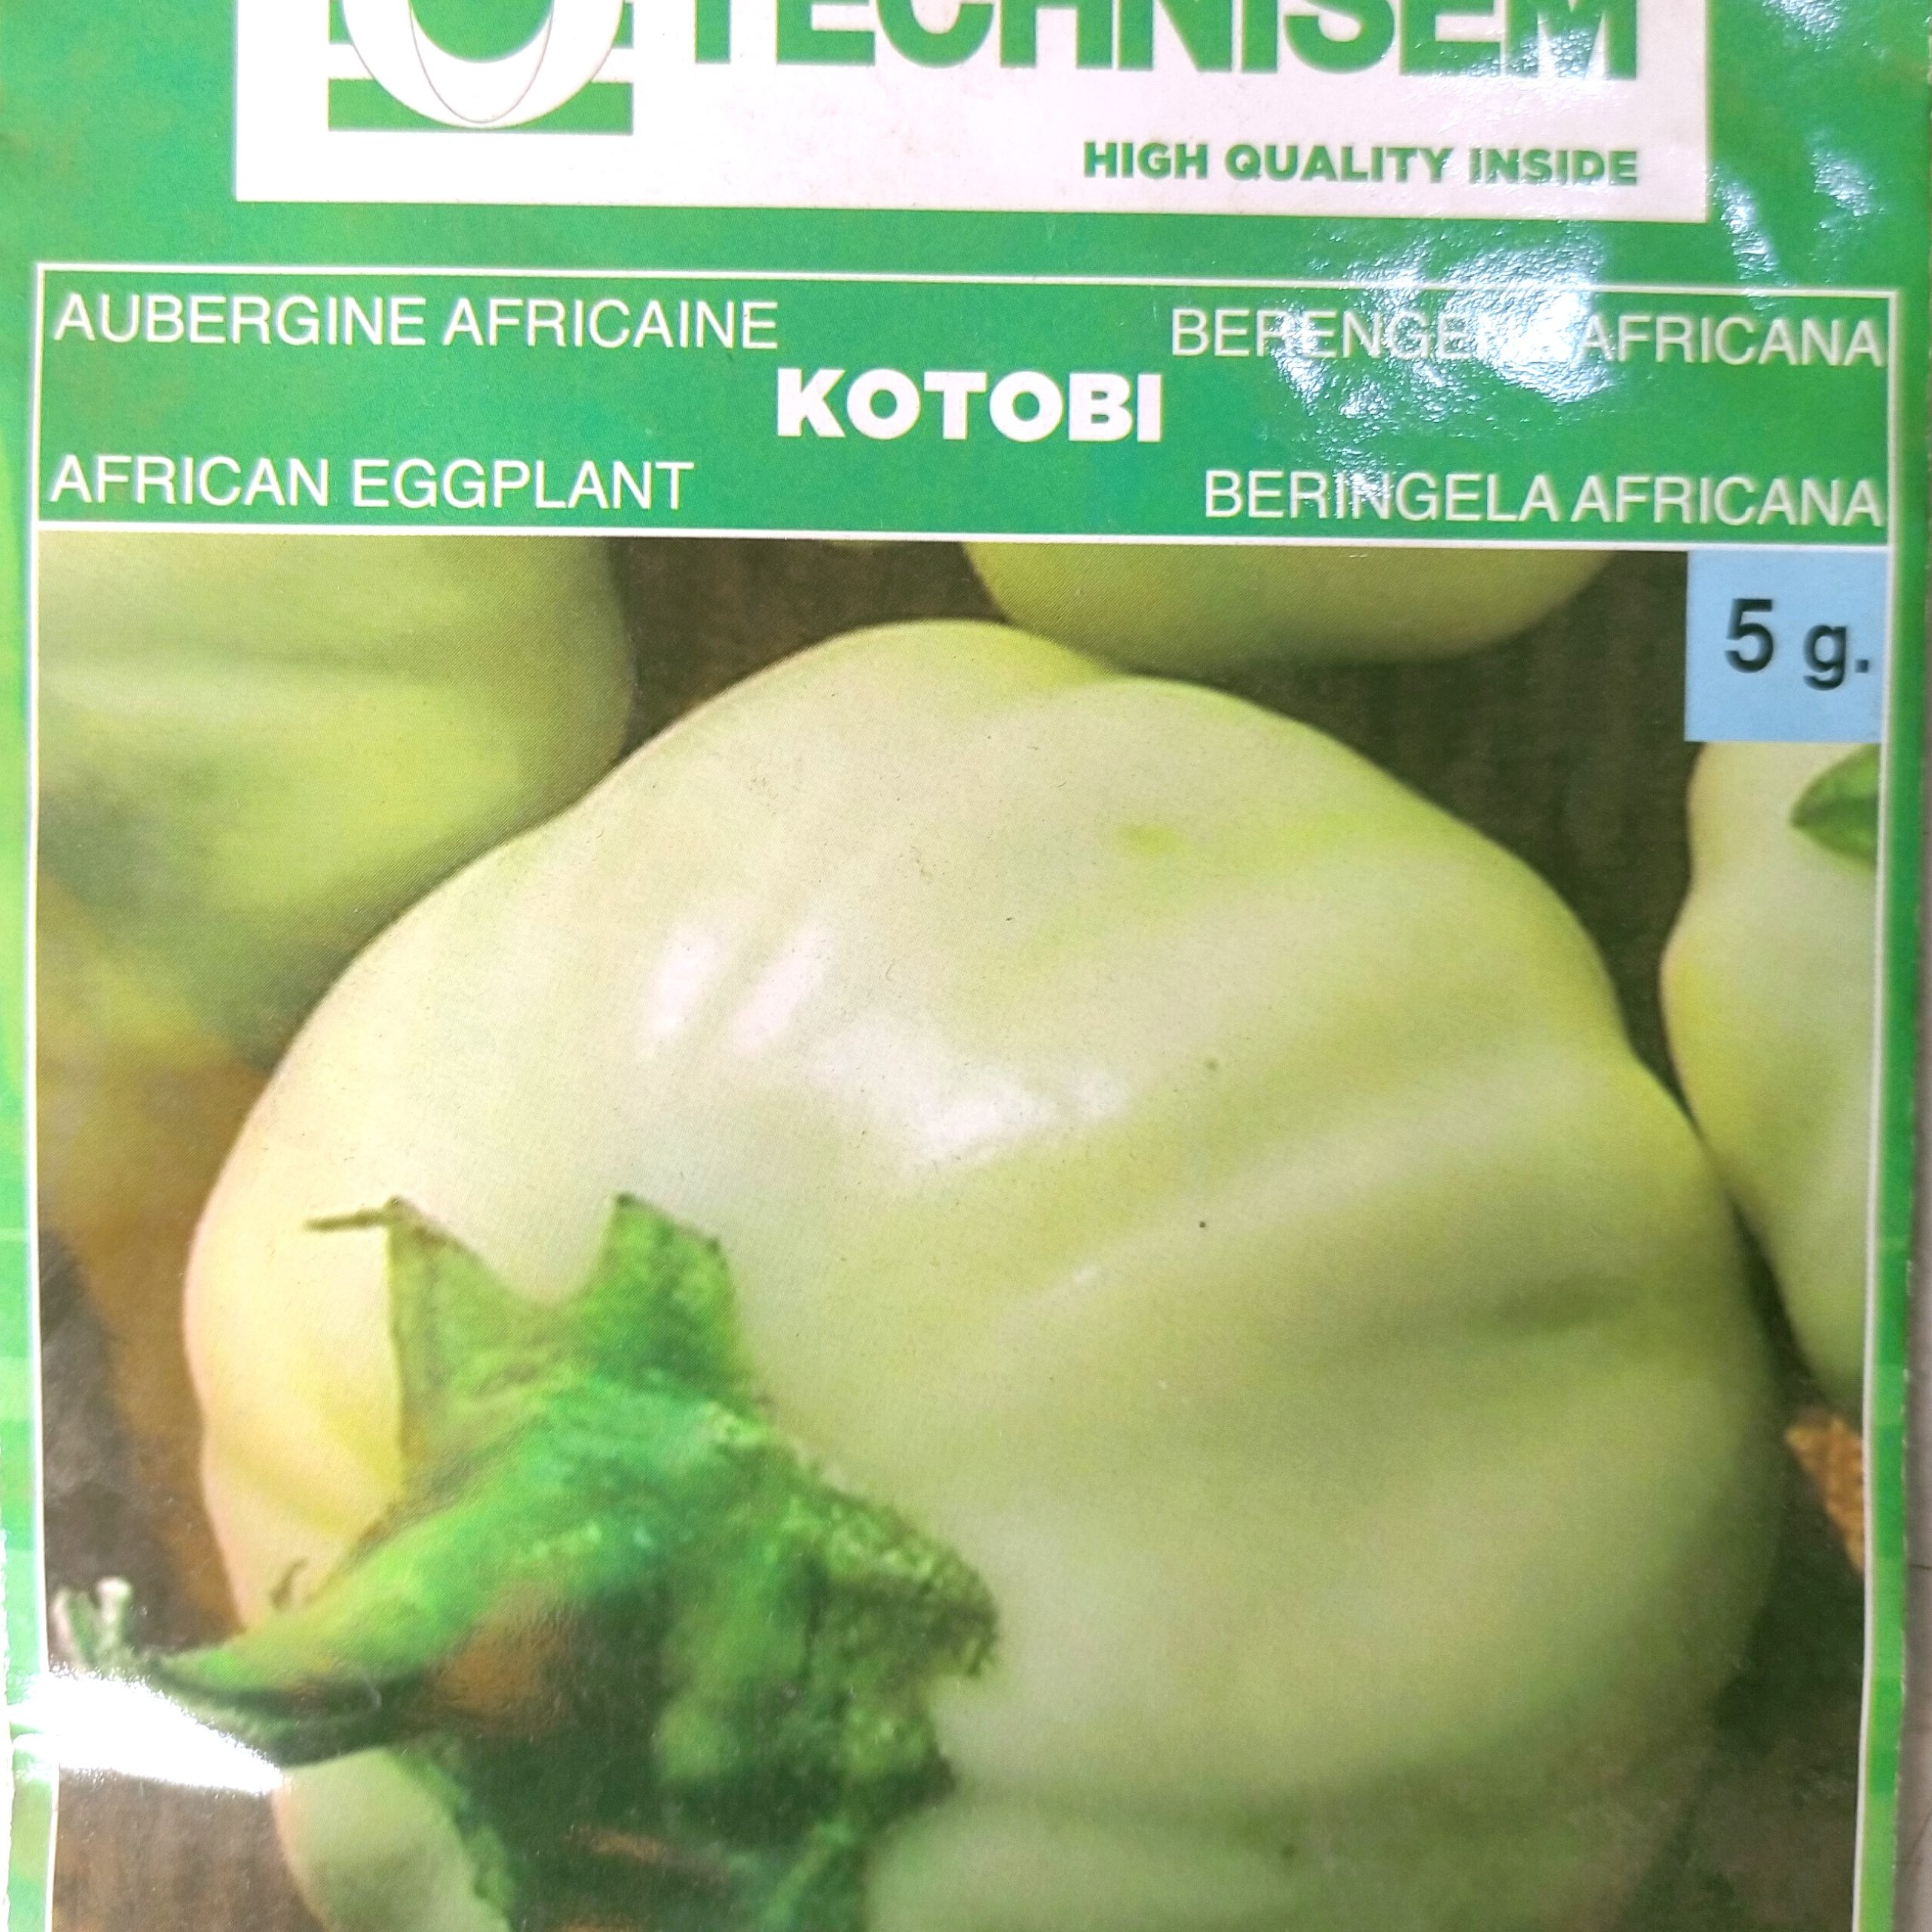 TECHNISEM
HIGH QUALITY INSIDE
AUBERGINE AFRICAINE
AFRICANA
KOTOBI
AFRICAN EGGPLANT
BERINGELA AFRICANA
5 g.